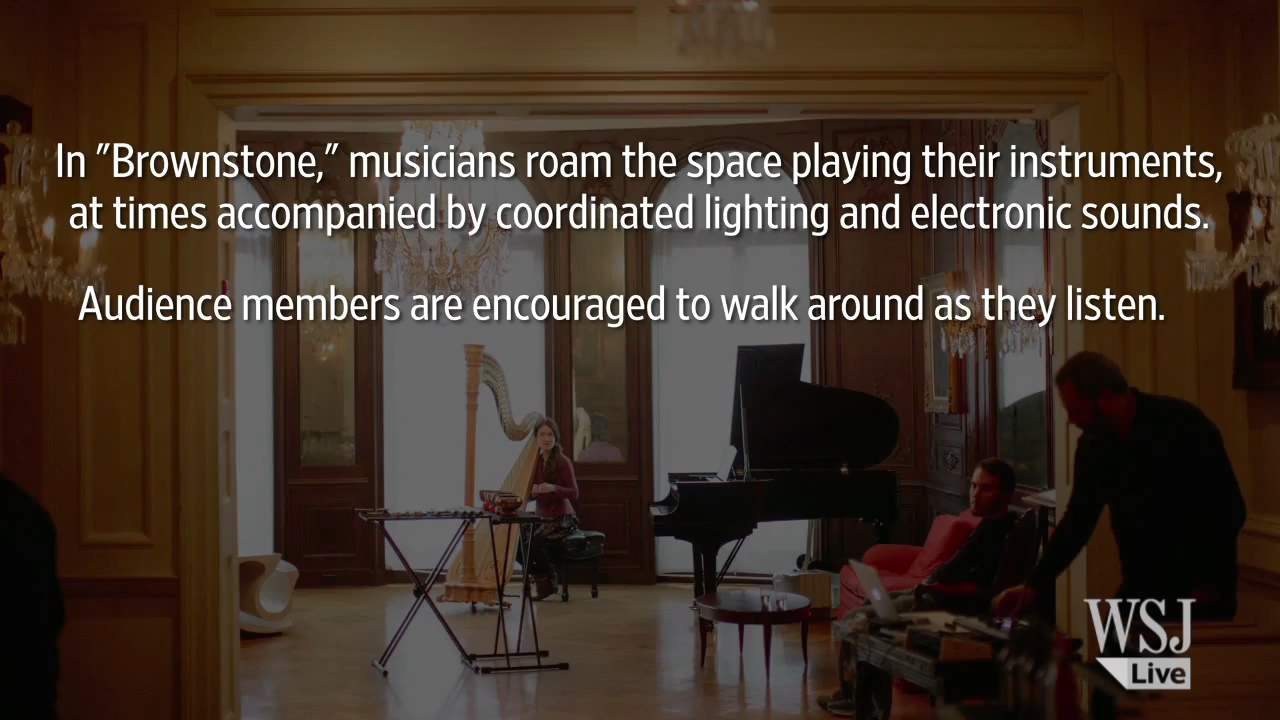 In "Brownstone," musicians roam the space playing their instruments,
at times accompanied by coordinated lighting and electronic sounds.
Audience members are encouraged to walk around as they listen.
WSJ
Live